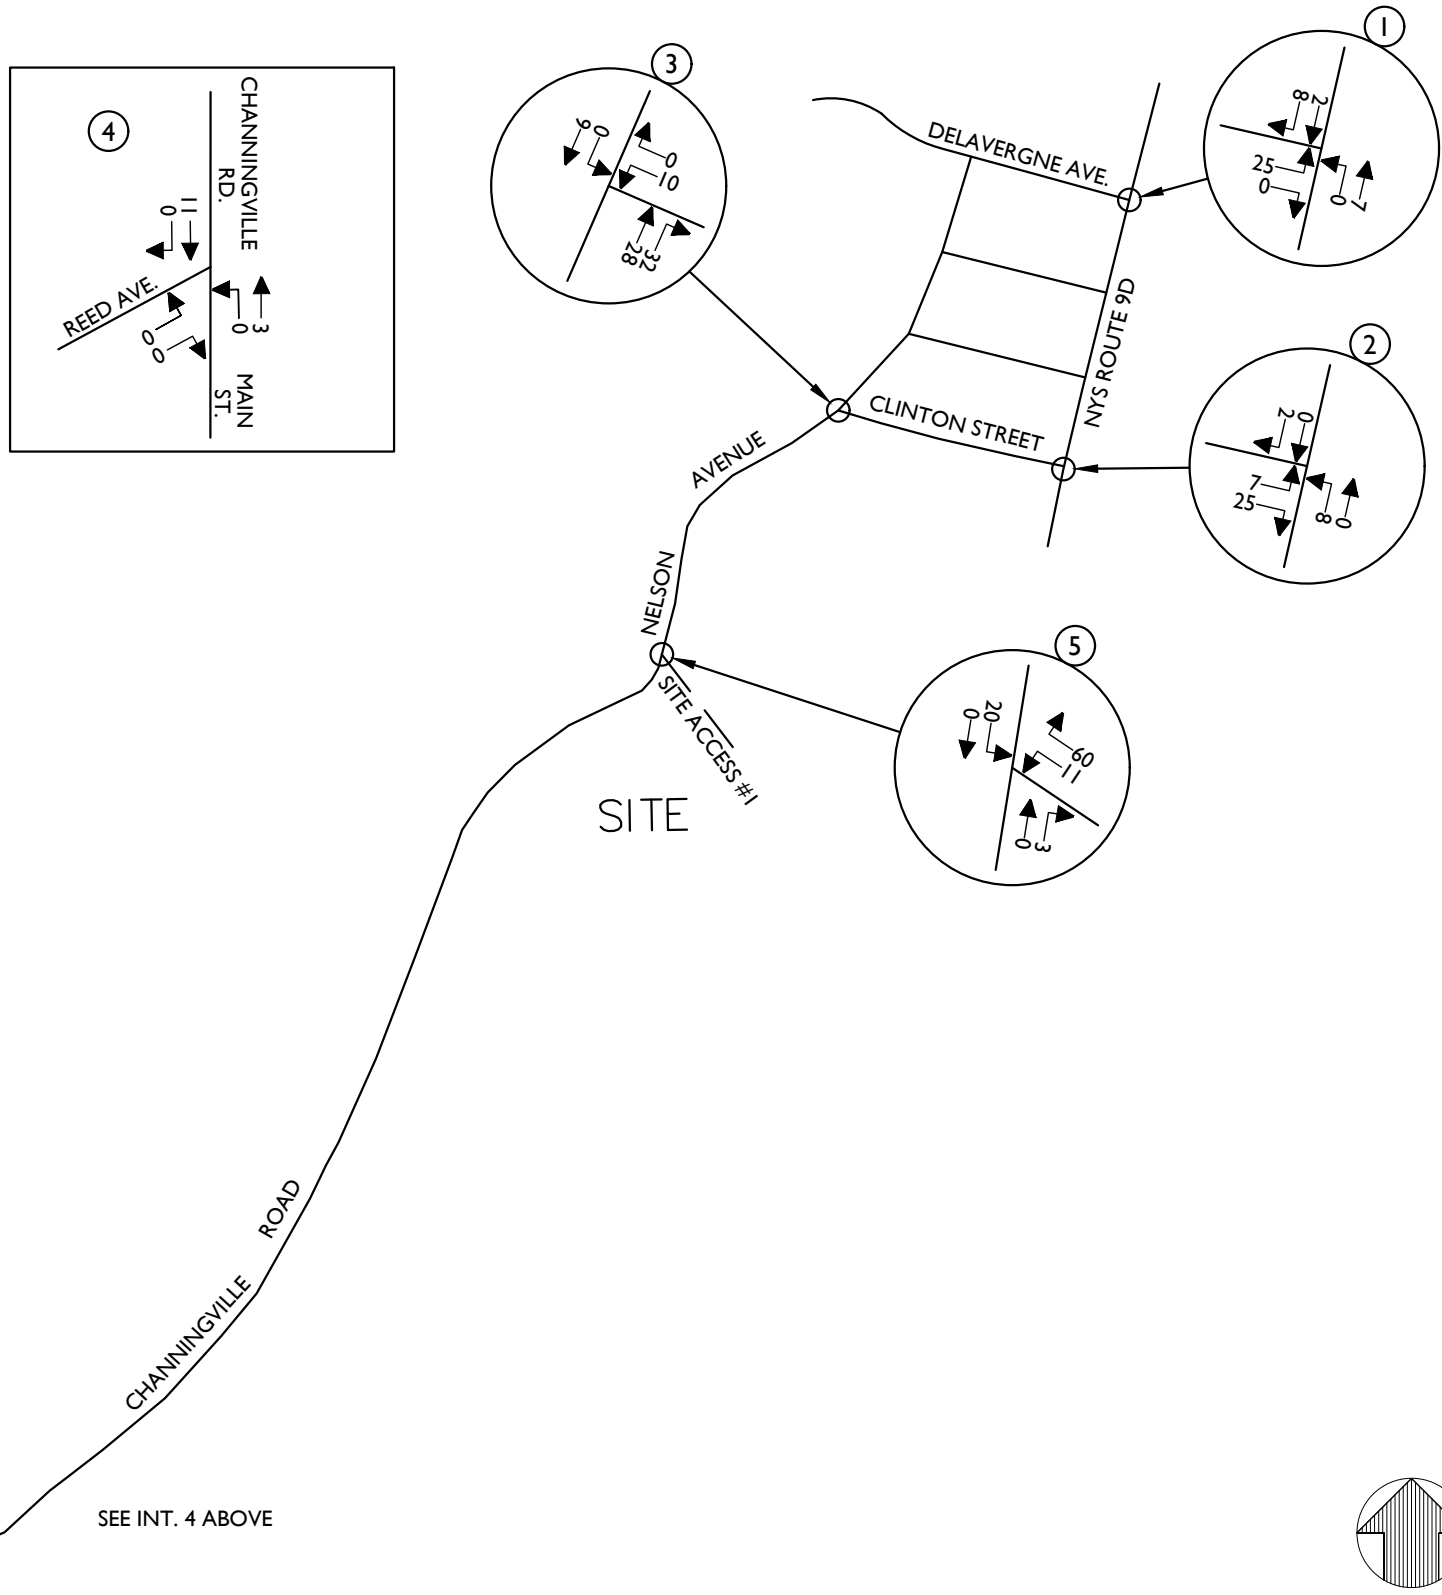 1
2
8
25
0
0
7
DELAVERGNE AVE.
NYS ROUTE 9D
2
0
2
7
25
8
0
CLINTON STREET
3
9
0
0
10
28
32
4
CHANNINGVILLE
RD.
11
0
REED AVE.
0
0
0
3
MAIN
ST.
AVENUE
NELSON
SITE ACCESS #1
SITE
5
0
20
60
11
0
3
ROAD
CHANNINGVILLE
SEE INT. 4 ABOVE